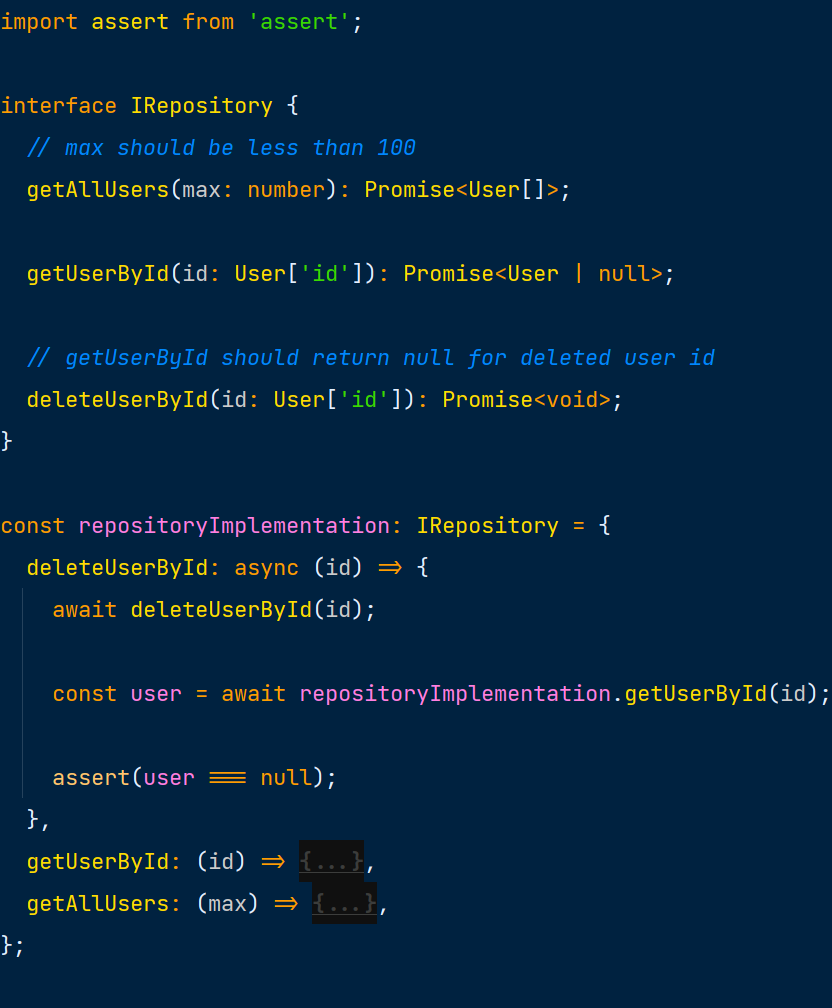 import assert from 'assert';
interface IRepository {
// max should be less than 100
getAllUsers(max: number): Promise<User[]>;
getUserById(id: User['id']): Promise<User | null>;
// getUserById should return null for deleted user id
deleteUserById(id: User['id']): Promise<void>;
}
const repositoryImplementation: IRepository = {
deleteUserById: async (id) => {
await deleteUserById(id);
const user = await repositoryImplementation.getUserById(id);
assert(user === null);
},
getUserById: (id) => {...},
getAllUsers: (max) => {...},
};